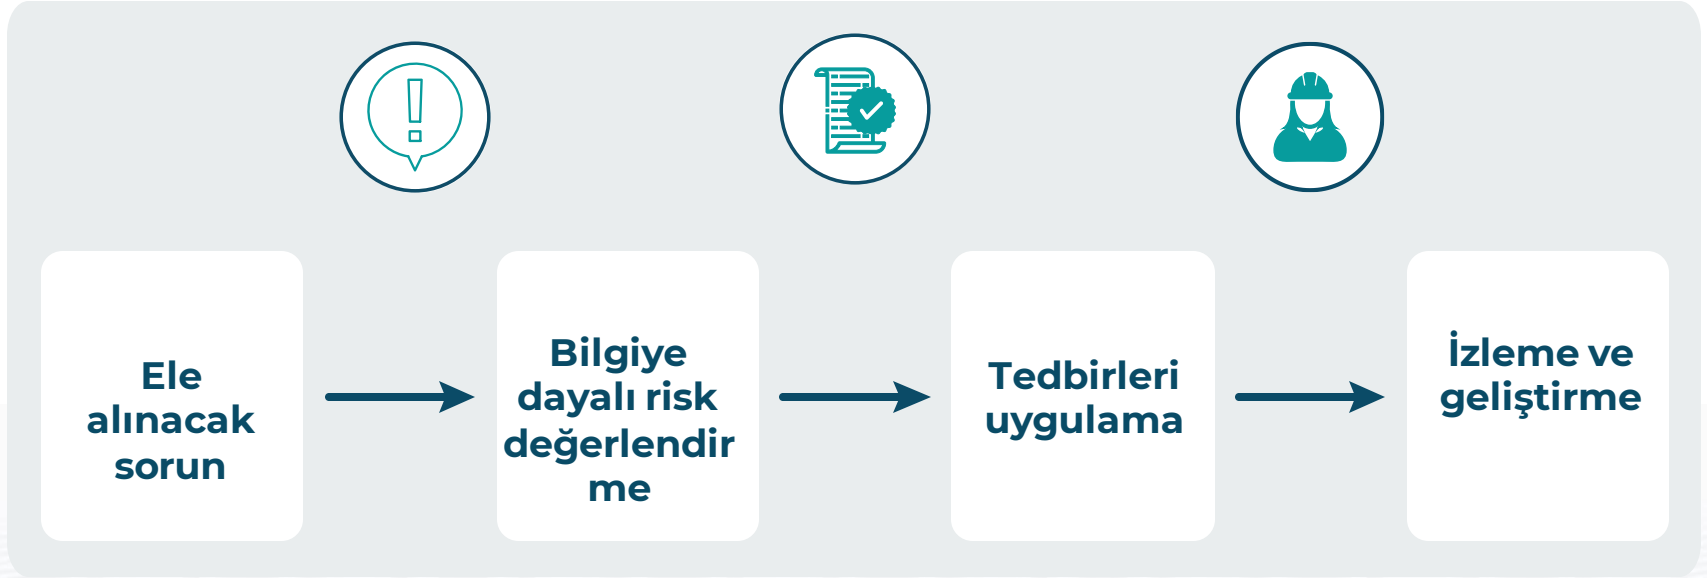 Ele
alınacak
sorun
Bilgiye
dayalı risk
değerlendir
me
Tedbirleri
uygulama
İzleme ve
geliştirme